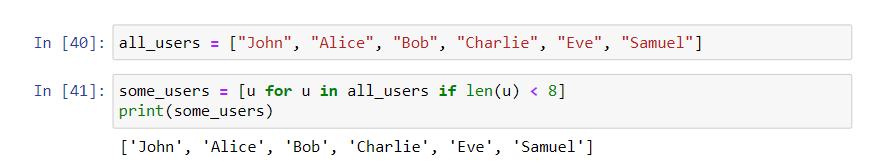 In [40]: all_users = ["John", "Alice", "Bob", "Charlie", "Eve", "Samuel"]
In [41]: some_users = [u for u in all_users if len(u) < 8]
print(some_users)
['John', 'Alice', 'Bob', 'Charlie', 'Eve', 'Samuel']